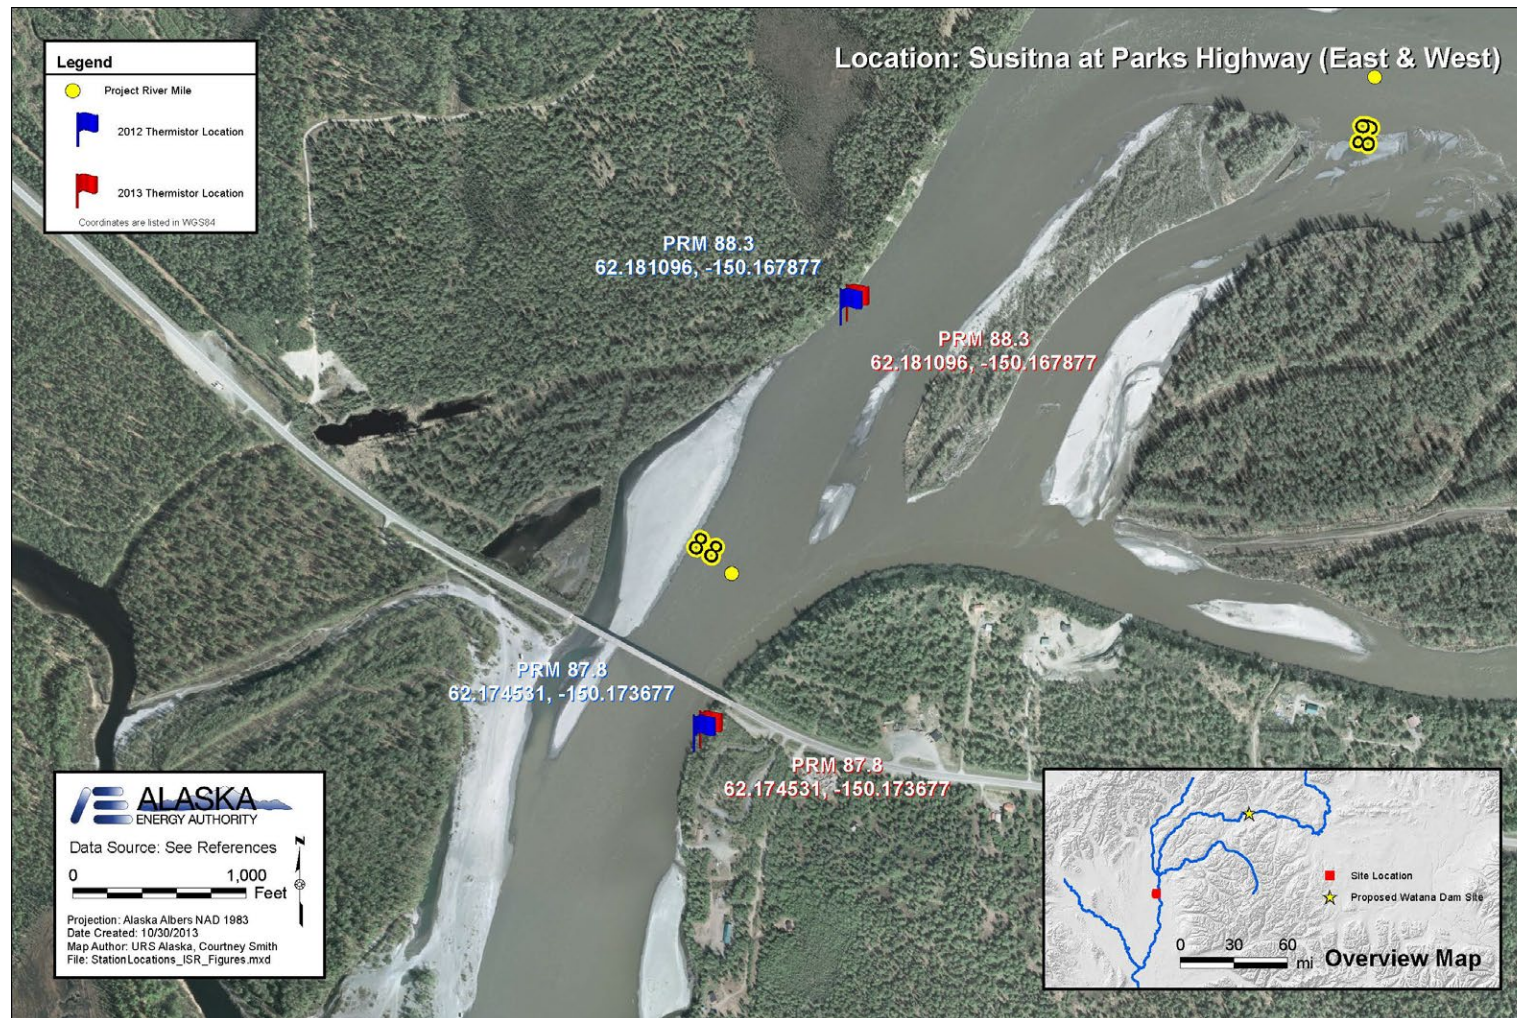 Location: Susitna at Parks Highway (East & West)
Legend
Project River Mile
2012 Thermistor Location
2013 Thermistor Location
Coordinates are listed in WGS84
89
PRM 88.3
62.181096, -150.167877
PRM 88.3
62.181096, -150.167877
88
PRM 87.8
62.174531, -150.173677
PRM 87.8
62.174531, -150.173677
ALASKA
ENERGY AUTHORITY
Data Source: See References
N
0 1,000
Feet
Projection: Alaska Albers NAD 1983
Date Created: 10/30/2013
Map Author: URS Alaska, Courtney Smith
File: StationLocations_ISR_Figures.mxd
Site Location
Proposed Watana Dam Site
0 30 60
mi
Overview Map